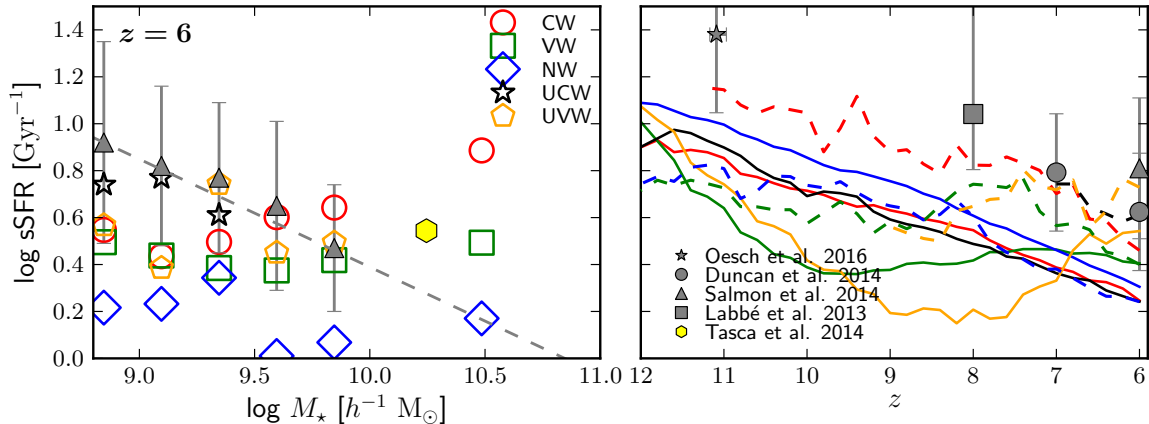 z = 6
CW
VW
NW
UCW
UVW
log sSFR [Gyr⁻¹]
1.4
1.2
1.0
0.8
0.6
0.4
0.2
0.0
9.0 9.5 10.0 10.5 11.0
log M⋆ [h⁻¹ M⊙]
Oesch et al. 2016
Duncan et al. 2014
Salmon et al. 2014
Labbé et al. 2013
Tasca et al. 2014
12 11 10 9 8 7 6
z